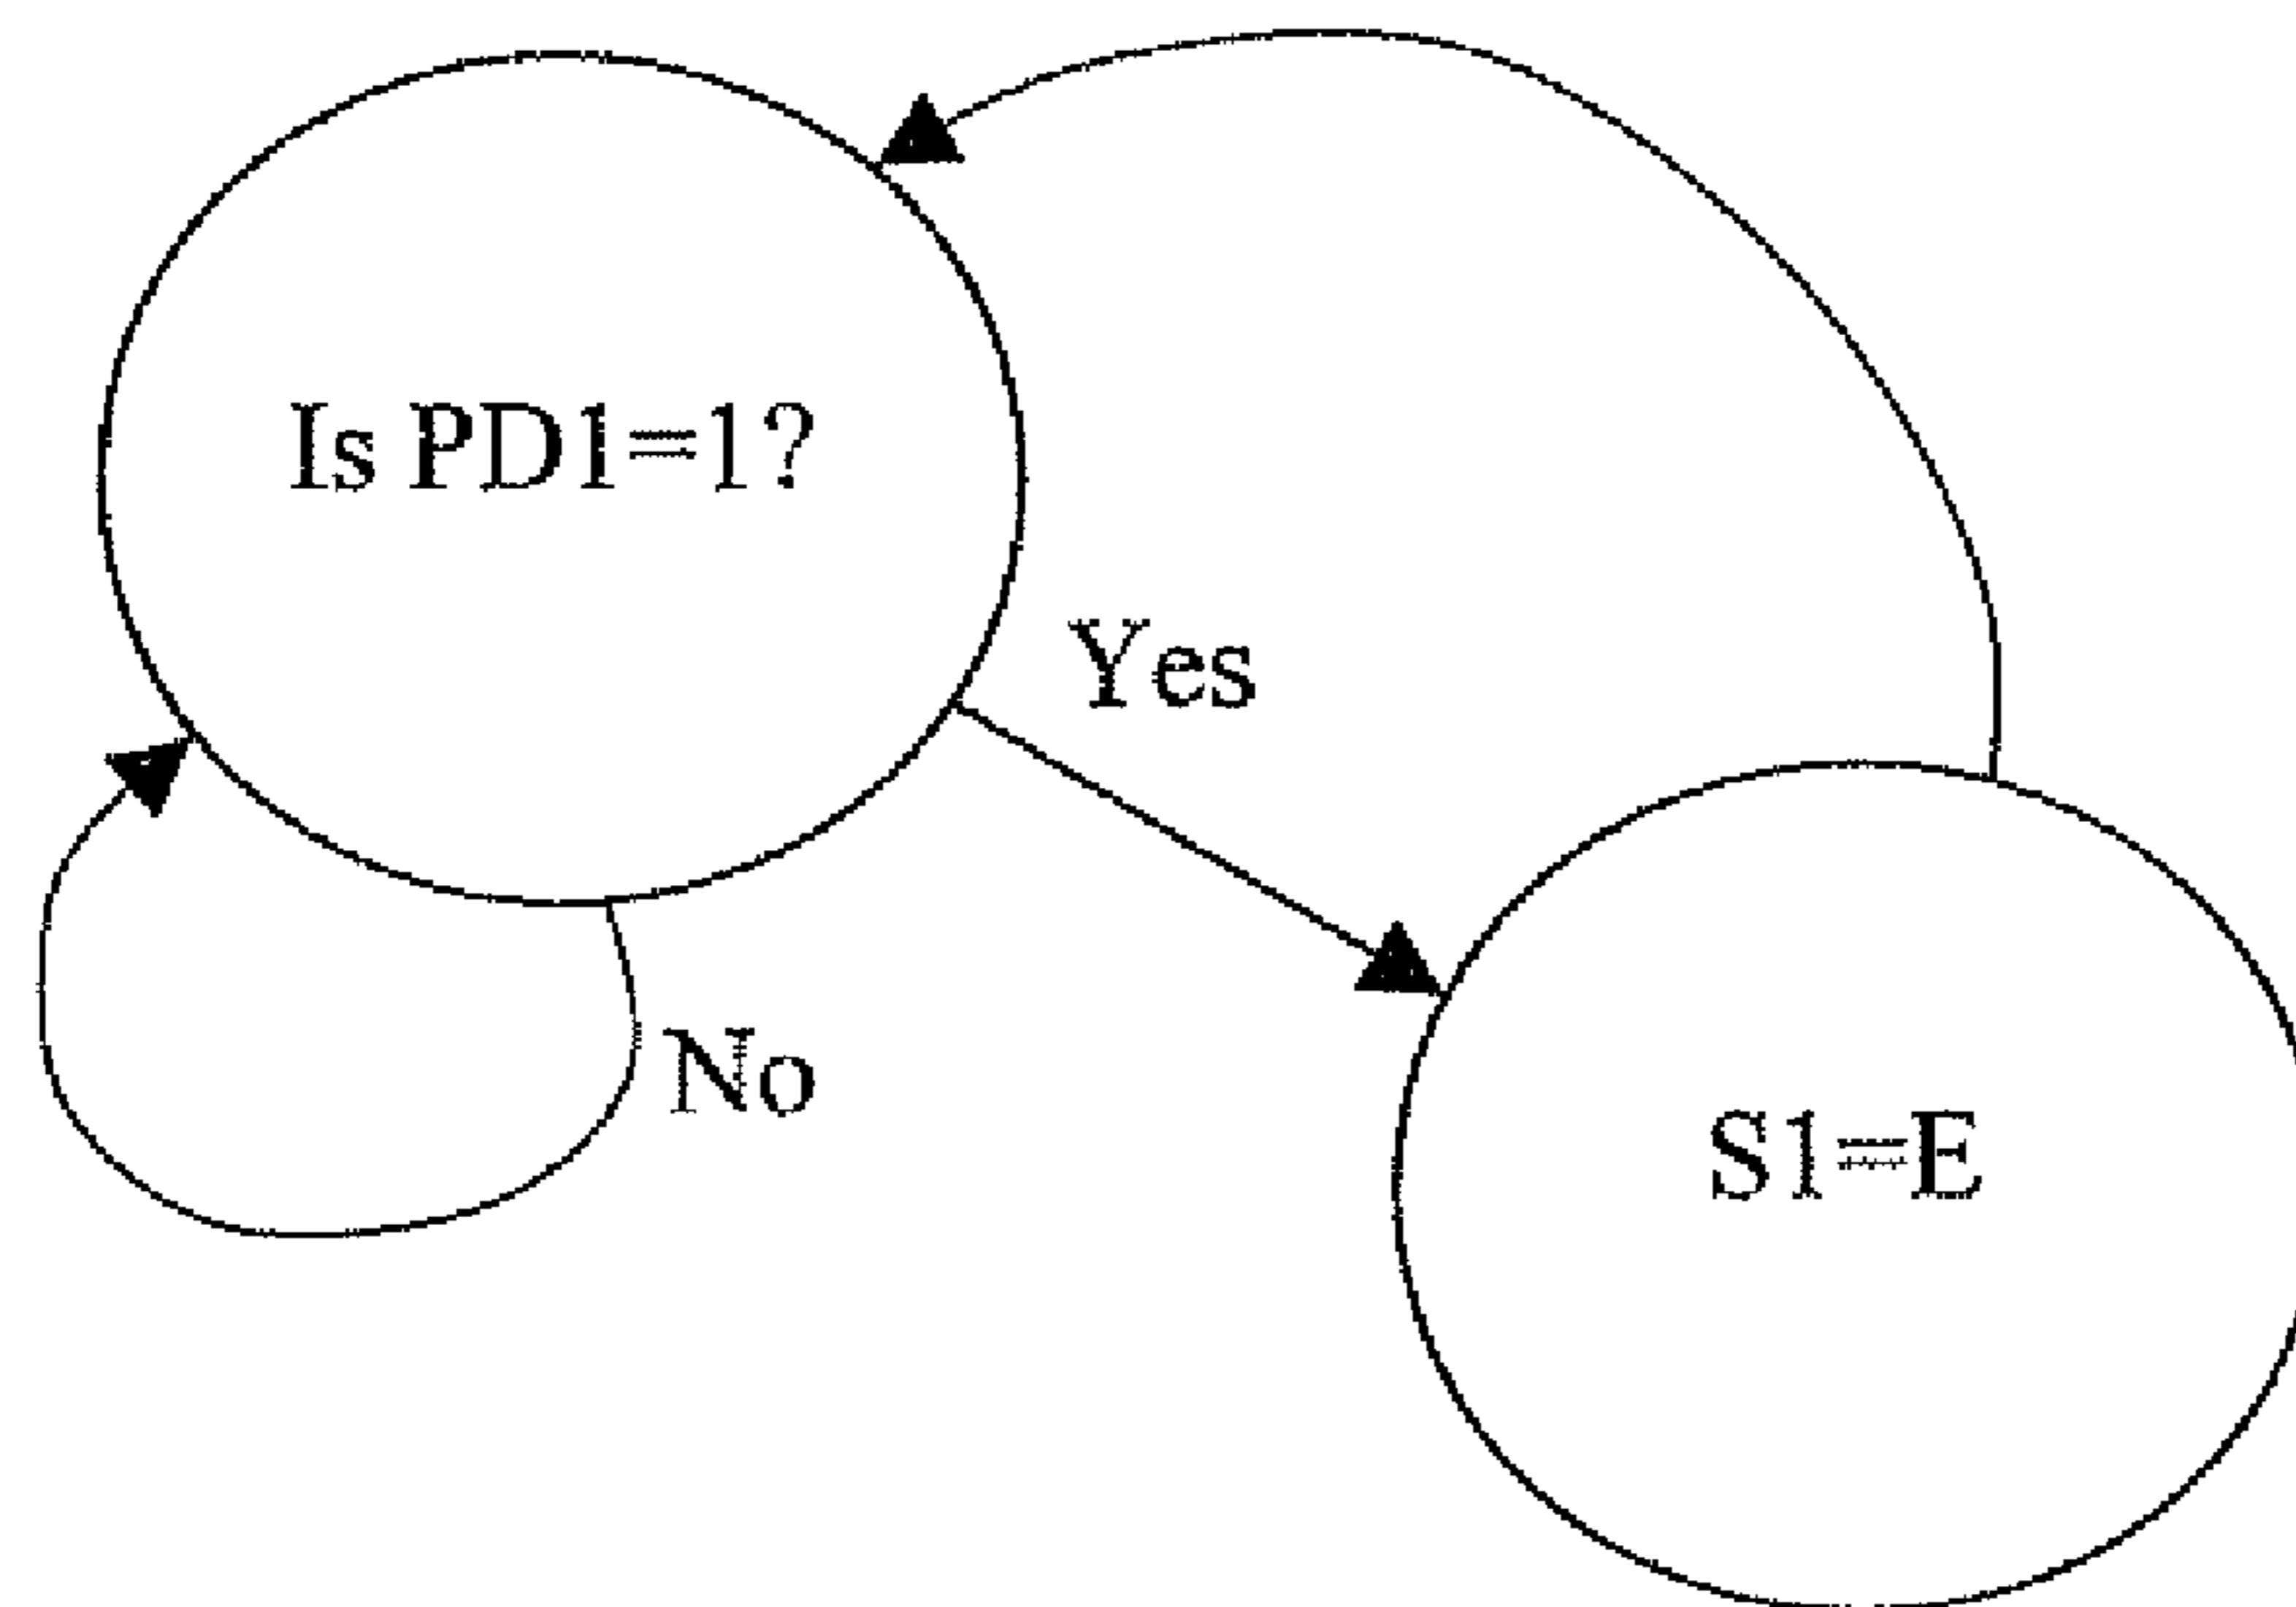 Is PD1=1?
Yes
No
S1=E